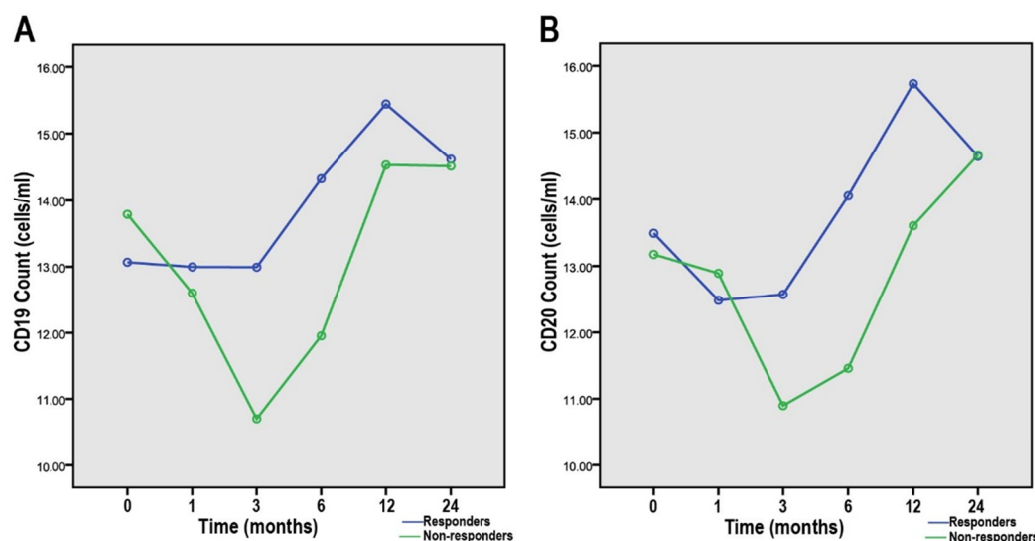 A
CD19 Count (cells/ml)
16.00
15.00
14.00
13.00
12.00
11.00
10.00
0 1 3 6 12 24
Time (months)
Responders
Non-responders
B
CD20 Count (cells/ml)
16.00
15.00
14.00
13.00
12.00
11.00
10.00
0 1 3 6 12 24
Time (months)
Responders
Non-responders